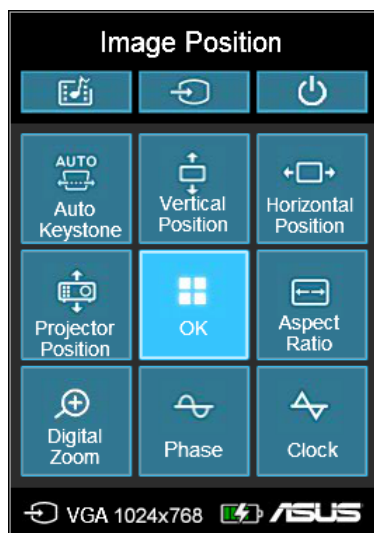 Image Position
AUTO
Auto
Keystone
Vertical
Position
Horizontal
Position
Projector
Position
OK
Aspect
Ratio
Digital
Zoom
Phase
Clock
VGA 1024x768 ASUS